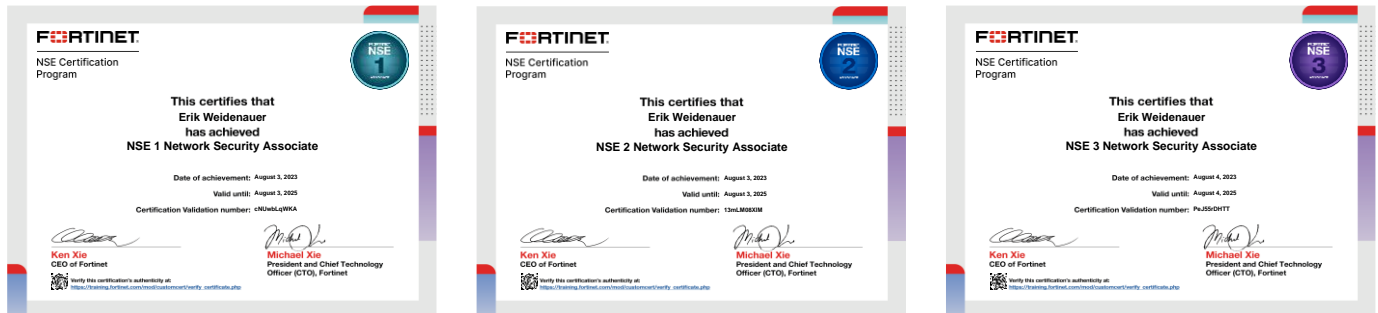 FORTINET
NSE Certification
Program
NSE
1
This certifies that
Erik Weidenauer
has achieved
NSE 1 Network Security Associate
Date of achievement: August 3, 2023
Valid until: August 3, 2025
Certification Validation number: cNUwbLqWKA
Ken Xie
CEO of Fortinet
Michael Xie
President and Chief Technology
Officer (CTO), Fortinet
Verify this certification's authenticity at:
https://training.fortinet.com/mod/customcert/verify_certificate.php
FORTINET
NSE Certification
Program
NSE
2
This certifies that
Erik Weidenauer
has achieved
NSE 2 Network Security Associate
Date of achievement: August 3, 2023
Valid until: August 3, 2025
Certification Validation number:
Ken Xie
CEO of Fortinet
Michael Xie
President and Chief Technology
Officer (CTO), Fortinet
Verify this certification's authenticity at:
https://training.fortinet.com/mod/customcert/verify_certificate.php
FORTINET
NSE Certification
Program
NSE
3
This certifies that
Erik Weidenauer
has achieved
NSE 3 Network Security Associate
Date of achievement: August 4, 2023
Valid until: August 4, 2025
Certification Validation number: PeJ55rDHTT
Ken Xie
CEO of Fortinet
Michael Xie
President and Chief Technology
Officer (CTO), Fortinet
Verify this certification's authenticity at:
https://training.fortinet.com/mod/customcert/verify_certificate.php